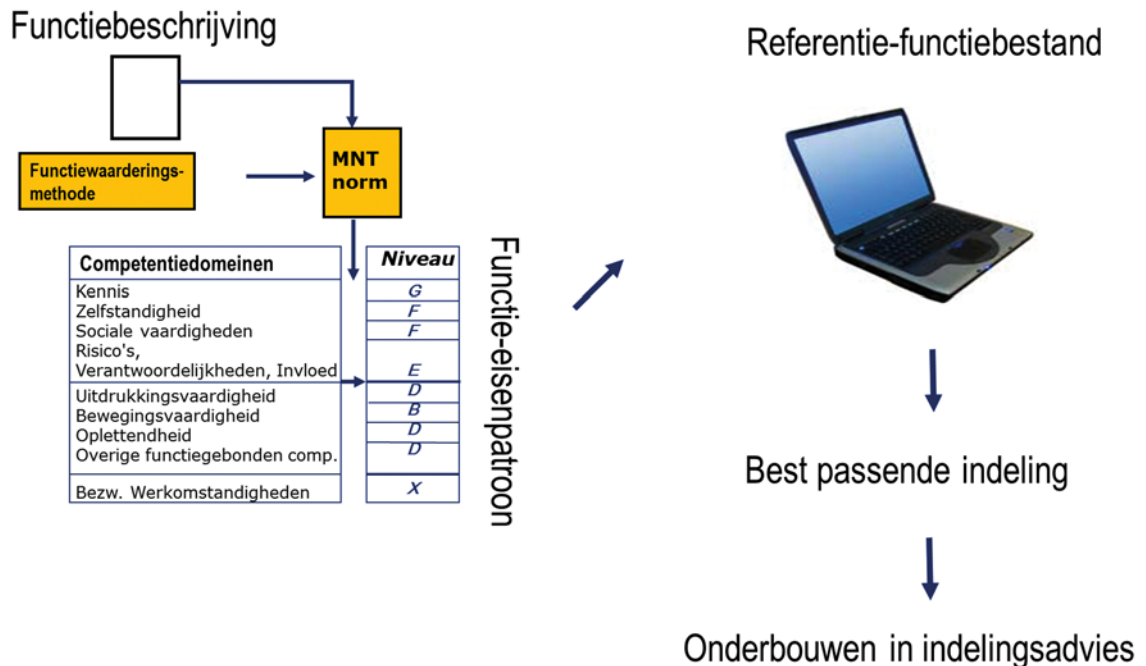 Functiebeschrijving
Functiewaarderings-
methode
MNT
norm
Competentiedomeinen
Niveau
Kennis
G
Zelfstandigheid
F
Sociale vaardigheden
F
Risico's,
Verantwoordelijkheden, Invloed
E
Uitdrukkingsvaardigheid
D
Bewegingsvaardigheid
B
Oplettendheid
D
Overige functiegebonden comp.
D
Bezw. Werkomstandigheden
X
Functie-eisenpatroon
Referentie-functiebestand
Best passende indeling
Onderbouwen in indelingsadvies